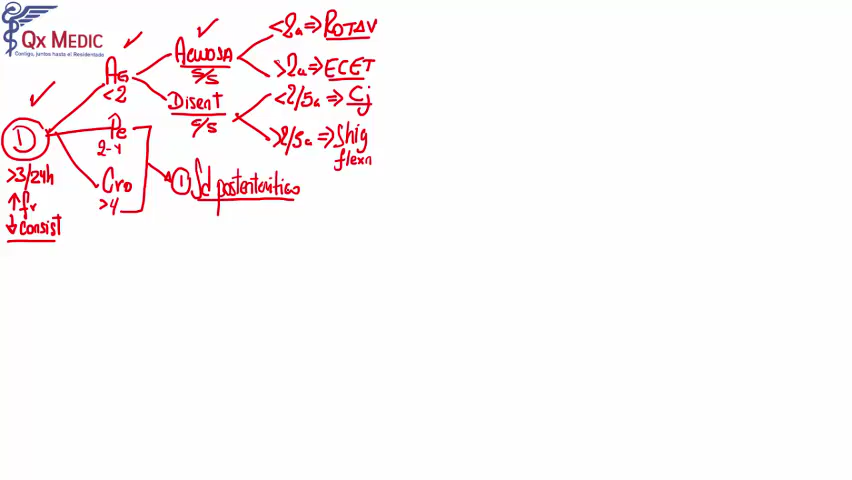 QX MEDIC
Contigo, juntos hasta el Residentado
D
>3/24h
↑ fr
↓ consist
AG
<2
Pe
2-4
Cro
>4
ACUOSA
S/S
Disent
C/S
<2a ⇒ ROTAV
>2a ⇒ ECET
<2/5a ⇒ Cj
>2/5a ⇒ Shig
flexn
① Sd postenteritico